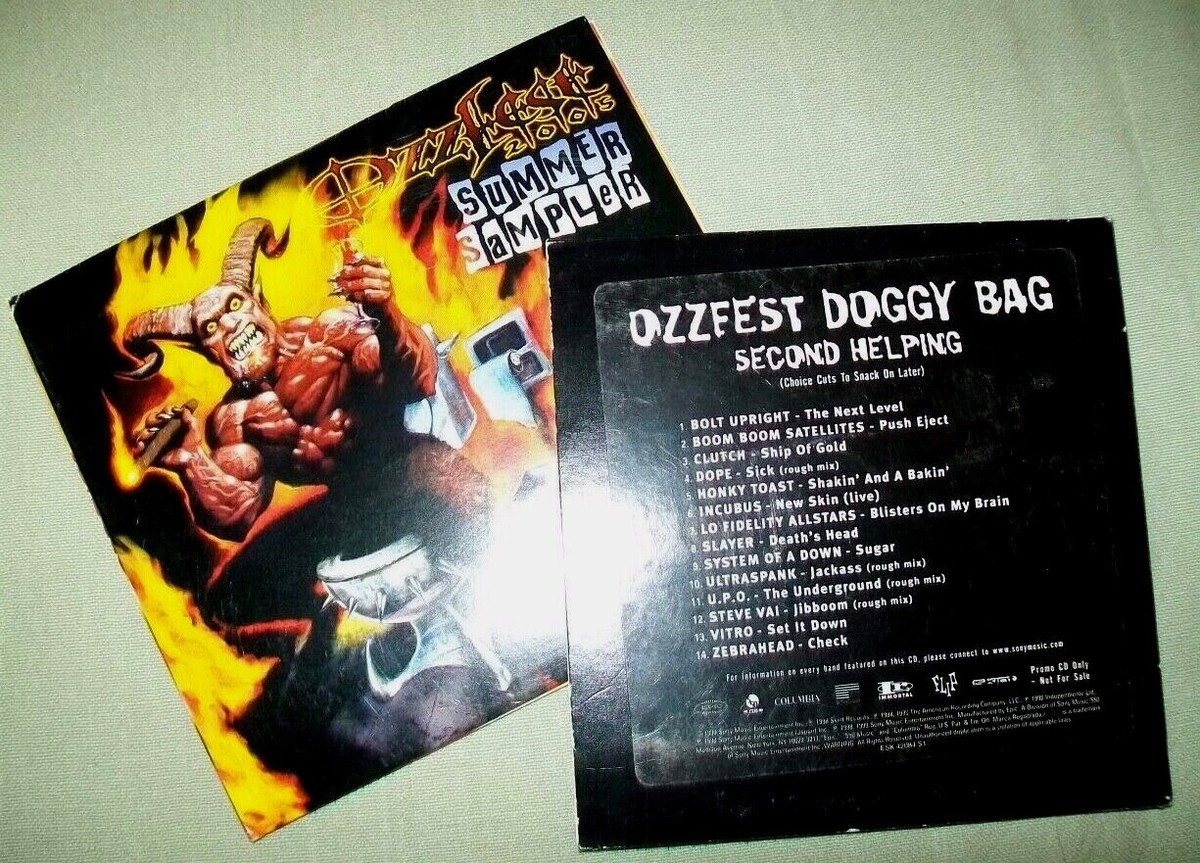 Ozzfest
2005
SUMMER
SaMPLeR
OZZFEST DOGGY BAG
SECOND HELPING
(Choice Cuts To Snack On Later)
1. BOLT UPRIGHT - The Next Level
2. BOOM BOOM SATELLITES - Push Eject
3. CLUTCH - Ship Of Gold
4. DOPE - Sick (rough mix)
5. HONKY TOAST - Shakin' And A Bakin'
6. INCUBUS - New Skin (live)
7. LO FIDELITY ALLSTARS - Blisters On My Brain
8. SLAYER - Death's Head
9. SYSTEM OF A DOWN - Sugar
10. ULTRASPANK - Jackass (rough mix)
11. U.P.O. - The Underground (rough mix)
12. STEVE VAI - Jibboom (rough mix)
13. VITRO - Set It Down
14. ZEBRAHEAD - Check
For information on every band featured on this CD, please connect to www.sonymusic.com
COLUMBIA
IMMORTAL
FLIP
Promo CD Only
- Not For Sale